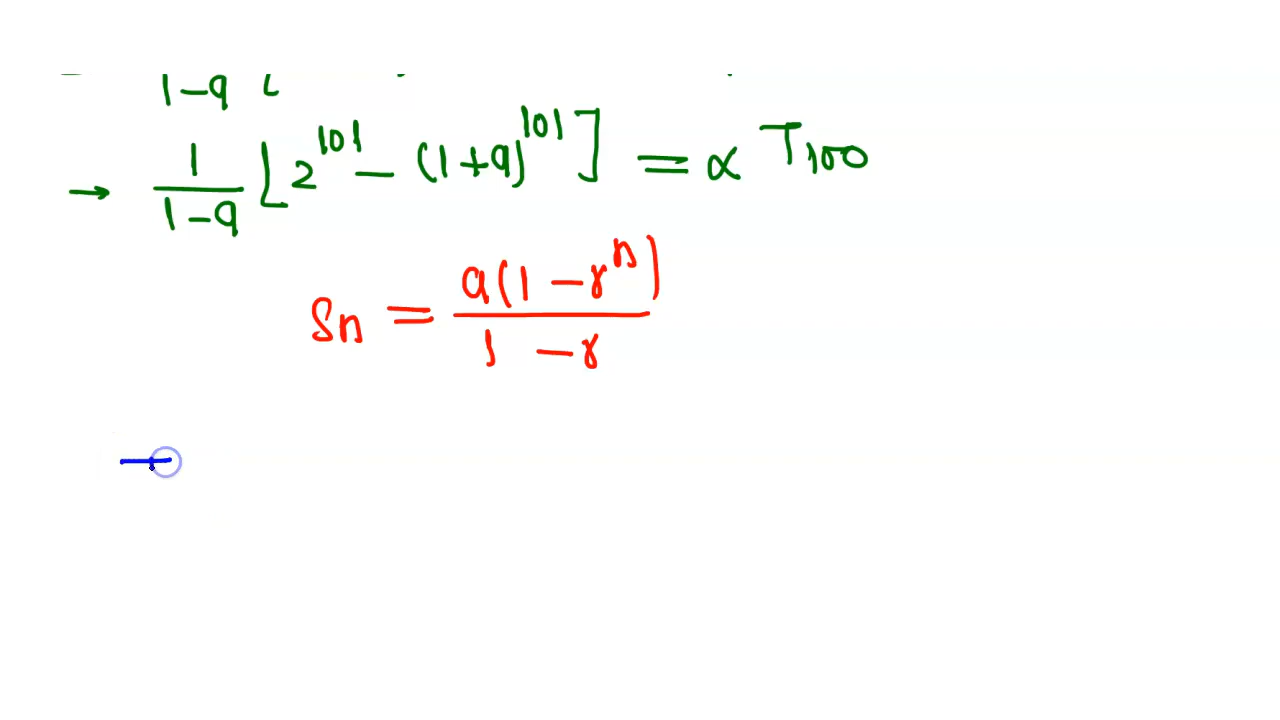 1-q [
→ 1/(1-q) [2^101 - (1+q)^101] = α T₁₀₀
Sn = a(1-r^n)/(1-r)